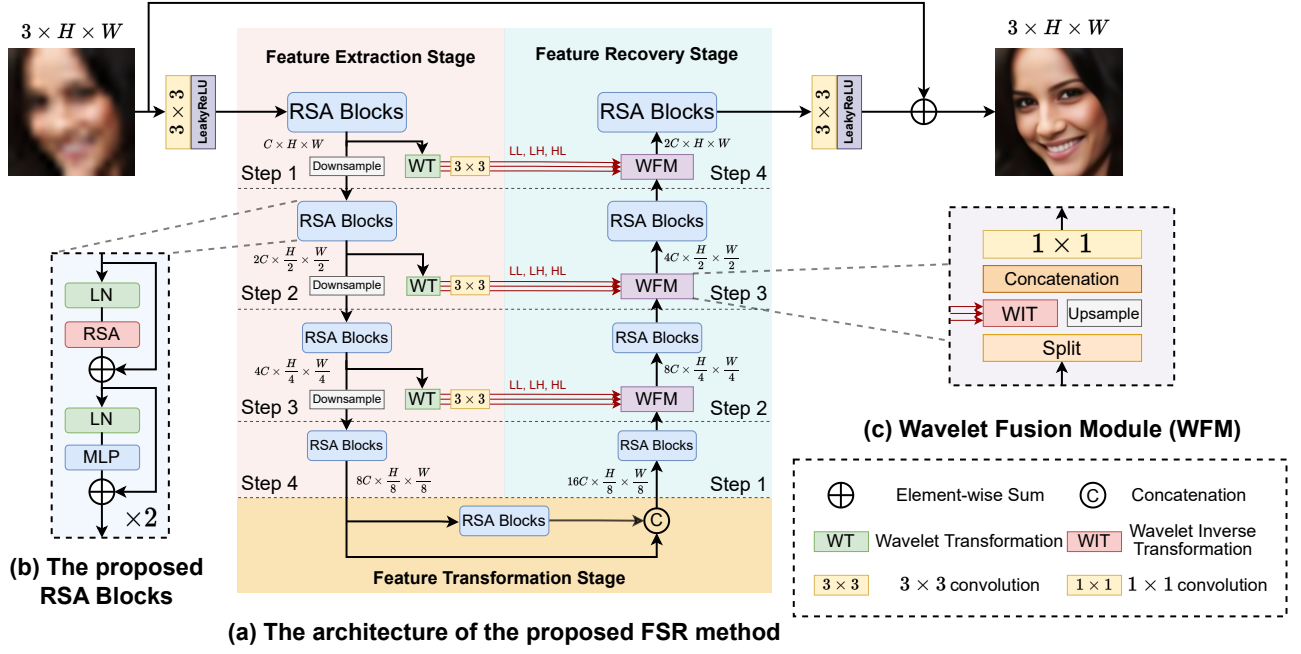 3 × H × W
3 × H × W
Feature Extraction Stage
Feature Recovery Stage
3 × 3
LeakyReLU
RSA Blocks
RSA Blocks
3 × 3
LeakyReLU
C × H × W
2C × H × W
LL, LH, HL
Step 1
Downsample
WT
3 × 3
WFM
Step 4
RSA Blocks
RSA Blocks
2C × H/2 × W/2
4C × H/2 × W/2
LL, LH, HL
Step 2
Downsample
WT
3 × 3
WFM
Step 3
RSA Blocks
RSA Blocks
4C × H/4 × W/4
8C × H/4 × W/4
LL, LH, HL
Step 3
Downsample
WT
3 × 3
WFM
Step 2
RSA Blocks
RSA Blocks
Step 4
8C × H/8 × W/8
16C × H/8 × W/8
Step 1
RSA Blocks
C
Feature Transformation Stage
(a) The architecture of the proposed FSR method
LN
RSA
LN
MLP
×2
(b) The proposed
RSA Blocks
1 × 1
Concatenation
WIT
Upsample
Split
(c) Wavelet Fusion Module (WFM)
Element-wise Sum
C
Concatenation
WT
Wavelet Transformation
WIT
Wavelet Inverse
Transformation
3 × 3
3 × 3 convolution
1 × 1
1 × 1 convolution